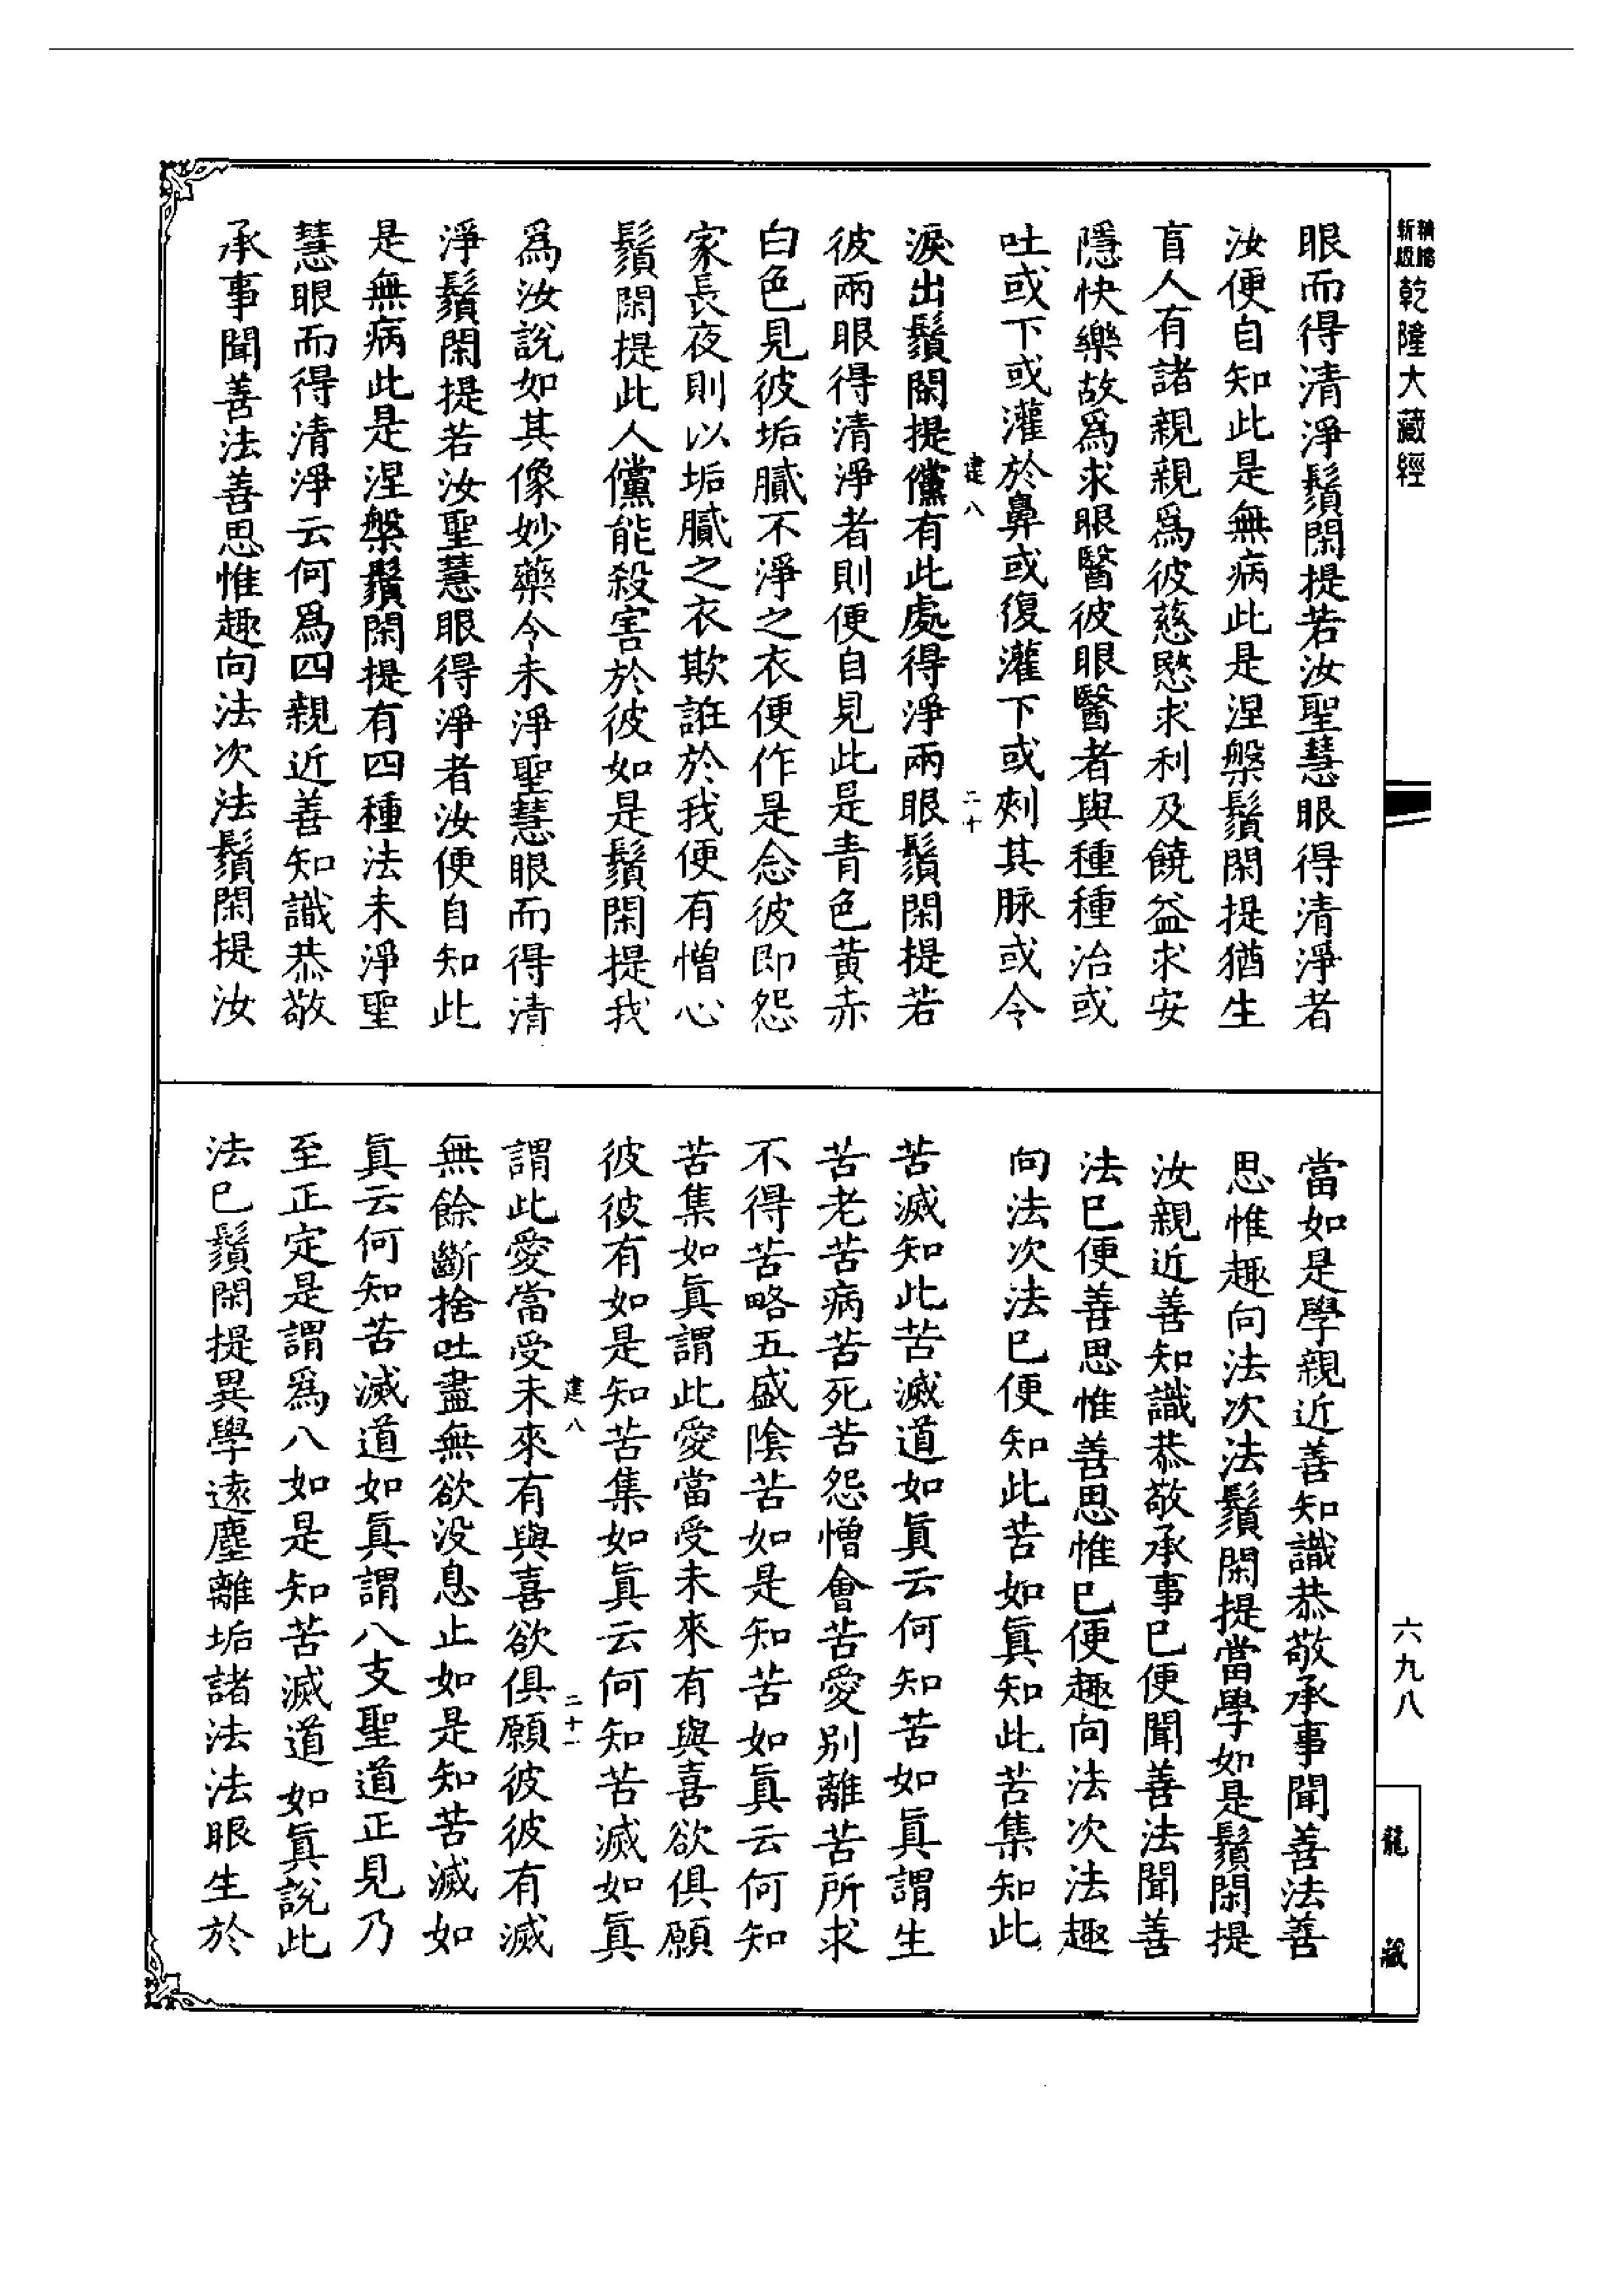 新版 精縮 乾隆大藏經
眼而得清淨鬚閑提若汝聖慧眼得清淨者
汝便自知此是無病此是涅槃鬚閑提猶生
盲人有諸親親爲彼慈愍求利及饒益求安
隱快樂故爲求眼醫彼眼醫者與種種治或
吐或下或灌於鼻或復灌下或刾其脉或令
建八 二十
淚出鬚閑提儻有此處得淨兩眼鬚閑提若
彼兩眼得清淨者則便自見此是青色黃赤
白色見彼垢膩不淨之衣便作是念彼即怨
家長夜則以垢膩之衣欺誑於我便有憎心
鬚閑提此人儻能殺害於彼如是鬚閑提我
爲汝說如其像妙藥令未淨聖慧眼而得清
淨鬚閑提若汝聖慧眼得淨者汝便自知此
是無病此是涅槃鬚閑提有四種法未淨聖
慧眼而得清淨云何爲四親近善知識恭敬
承事聞善法善思惟趣向法次法鬚閑提汝
當如是學親近善知識恭敬承事聞善法善
思惟趣向法次法鬚閑提當學如是鬚閑提
汝親近善知識恭敬承事已便聞善法聞善
法已便善思惟善思惟已便趣向法次法趣
向法次法已便知此苦如眞知此苦集知此
苦滅知此苦滅道如眞云何知苦如眞謂生
苦老苦病苦死苦怨憎會苦愛别離苦所求
不得苦略五盛陰苦如是知苦如眞云何知
苦集如眞謂此愛當受未來有與喜欲俱願
彼彼有如是知苦集如眞云何知苦滅如眞
建八 二十一
謂此愛當受未來有與喜欲俱願彼彼有滅
無餘斷捨吐盡無欲没息止如是知苦滅如
眞云何知苦滅道如眞謂八支聖道正見乃
至正定是謂爲八如是知苦滅道如眞說此
法已鬚閑提異學遠塵離垢諸法法眼生於
六九八
龍藏